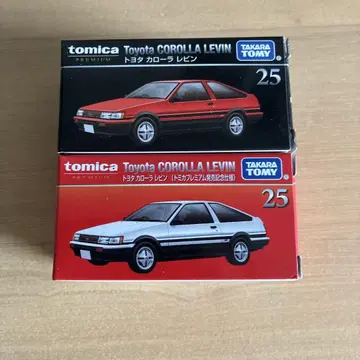 tomica
PREMIUM
Toyota COROLLA LEVIN
トヨタ カローラ レビン
TAKARA TOMY
25
tomica
PREMIUM
Toyota COROLLA LEVIN
トヨタ カローラ レビン (トミカプレミアム発売記念仕様)
TAKARA TOMY
25